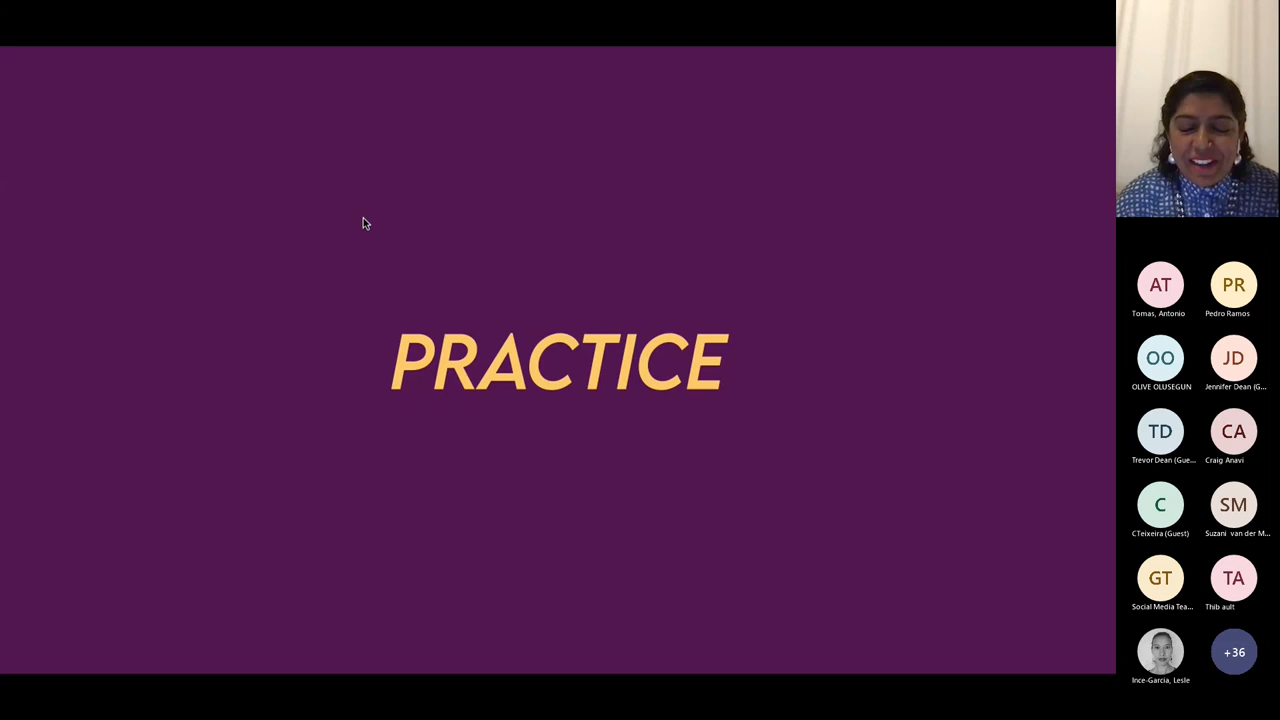 PRACTICE
AT
PR
Tomas, Antonio
Pedro Ramos
OO
JD
OLIVE OLUSEGUN
Jennifer Dean (G...
TD
CA
Trevor Dean (Gue...
Craig Anavi
C
SM
CTeixeira (Guest)
Suzani van der M...
GT
TA
Social Media Tea...
Thib ault
+36
Ince-Garcia, Lesle